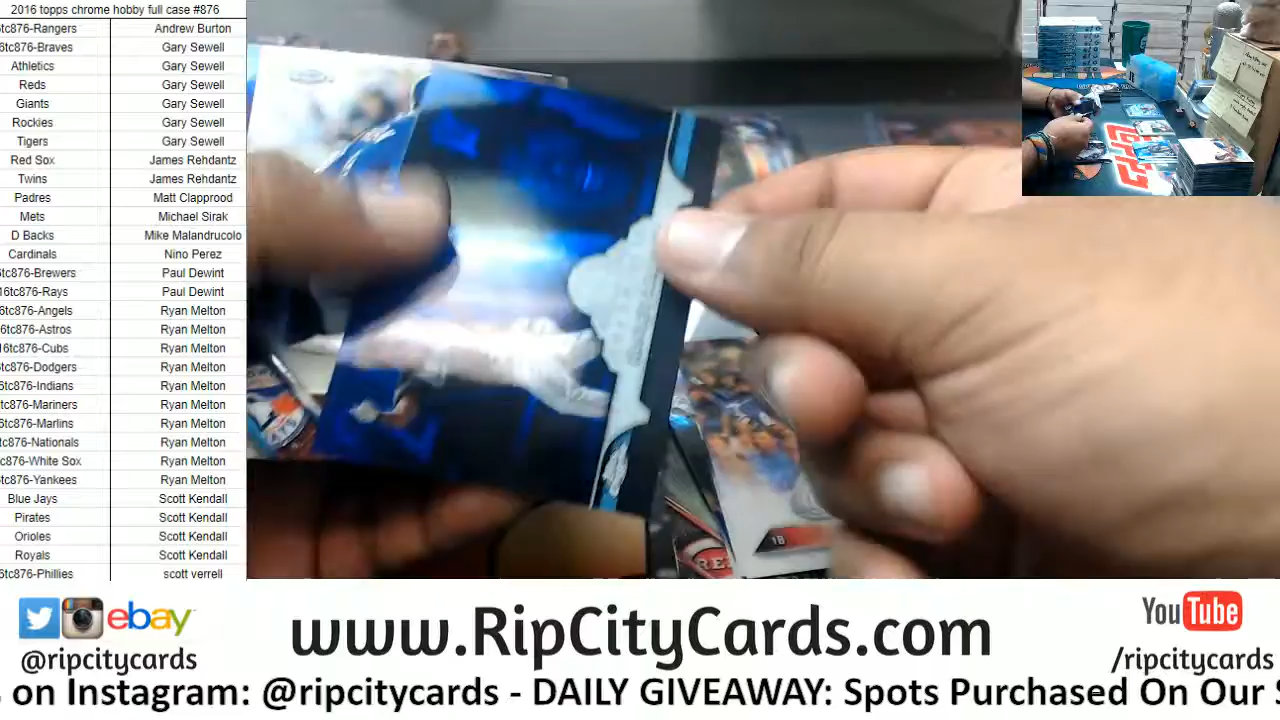 2016 topps chrome hobby full case #876
tc876-Rangers Andrew Burton
6tc876-Braves Gary Sewell
Athletics Gary Sewell
Reds Gary Sewell
Giants Gary Sewell
Rockies Gary Sewell
Tigers Gary Sewell
Red Sox James Rehdantz
Twins James Rehdantz
Padres Matt Clapprood
Mets Michael Sirak
D Backs Mike Malandrucolo
Cardinals Nino Perez
6tc876-Brewers Paul Dewint
16tc876-Rays Paul Dewint
6tc876-Angels Ryan Melton
6tc876-Astros Ryan Melton
16tc876-Cubs Ryan Melton
6tc876-Dodgers Ryan Melton
6tc876-Indians Ryan Melton
6tc876-Mariners Ryan Melton
6tc876-Marlins Ryan Melton
tc876-Nationals Ryan Melton
c876-White Sox Ryan Melton
tc876-Yankees Ryan Melton
Blue Jays Scott Kendall
Pirates Scott Kendall
Orioles Scott Kendall
Royals Scott Kendall
6tc876-Phillies scott verrell
1B
topps
ebay
@ripcitycards
www.RipCityCards.com
YouTube
/ripcitycards
s on Instagram: @ripcitycards - DAILY GIVEAWAY: Spots Purchased On Our S